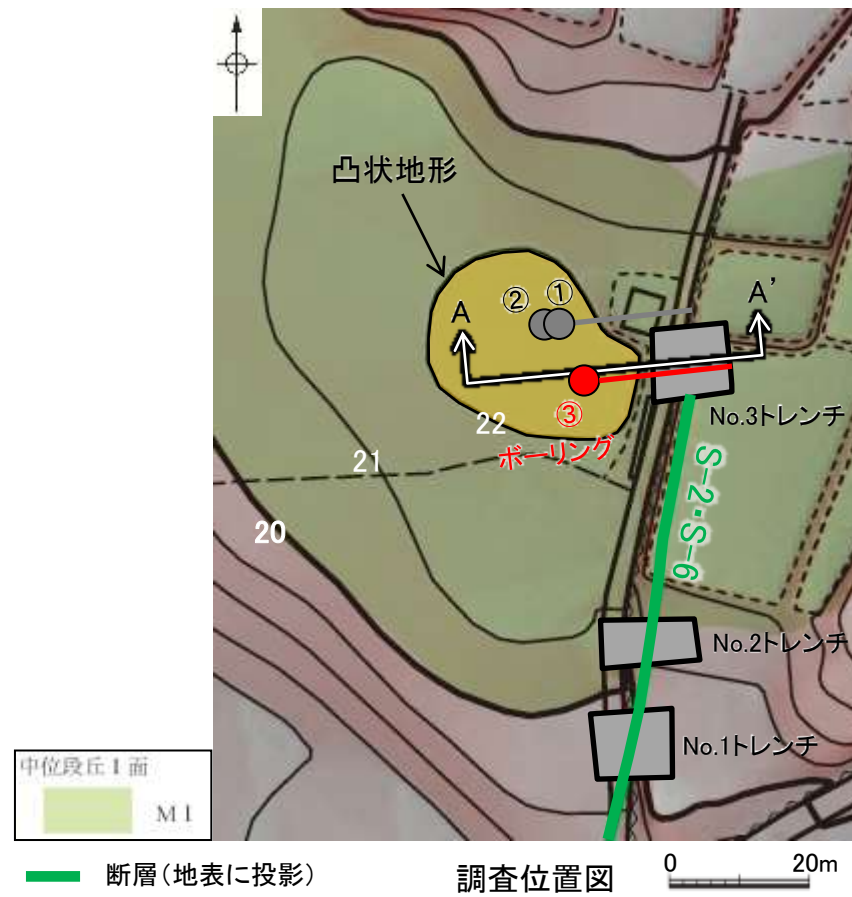 凸状地形
②
①
A
A’
③
22
No.3トレンチ
ボーリング
21
S-2・S-6
20
No.2トレンチ
No.1トレンチ
中位段丘Ⅰ面
MⅠ
断層(地表に投影)
調査位置図
0
20m